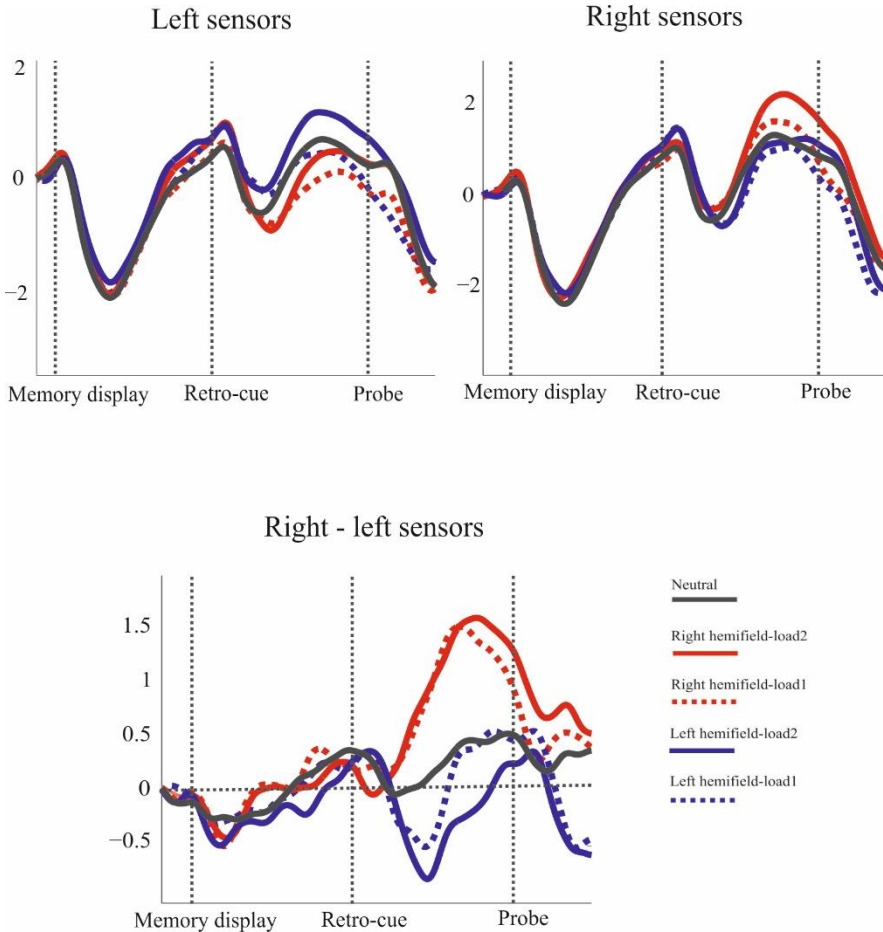 Left sensors
2
0
−2
Memory display
Retro-cue
Probe
Right sensors
2
0
−2
Memory display
Retro-cue
Probe
Right - left sensors
1.5
1
0.5
0
−0.5
Memory display
Retro-cue
Probe
Neutral
Right hemifield-load2
Right hemifield-load1
Left hemifield-load2
Left hemifield-load1